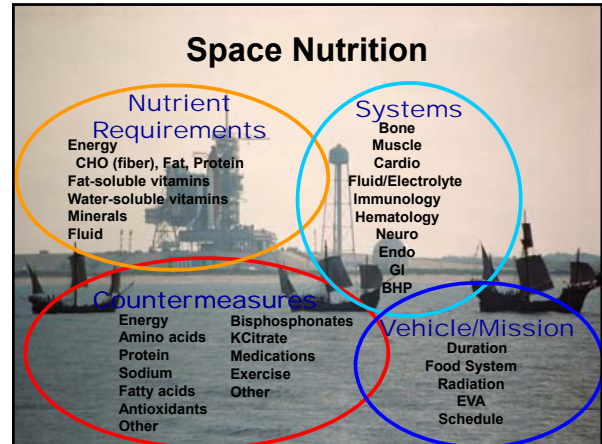 Space Nutrition
Nutrient
Requirements
Energy
CHO (fiber), Fat, Protein
Fat-soluble vitamins
Water-soluble vitamins
Minerals
Fluid
Systems
Bone
Muscle
Cardio
Fluid/Electrolyte
Immunology
Hematology
Neuro
Endo
GI
BHP
Countermeasures
Energy
Amino acids
Protein
Sodium
Fatty acids
Antioxidants
Other
Bisphosphonates
KCitrate
Medications
Exercise
Other
Vehicle/Mission
Duration
Food System
Radiation
EVA
Schedule